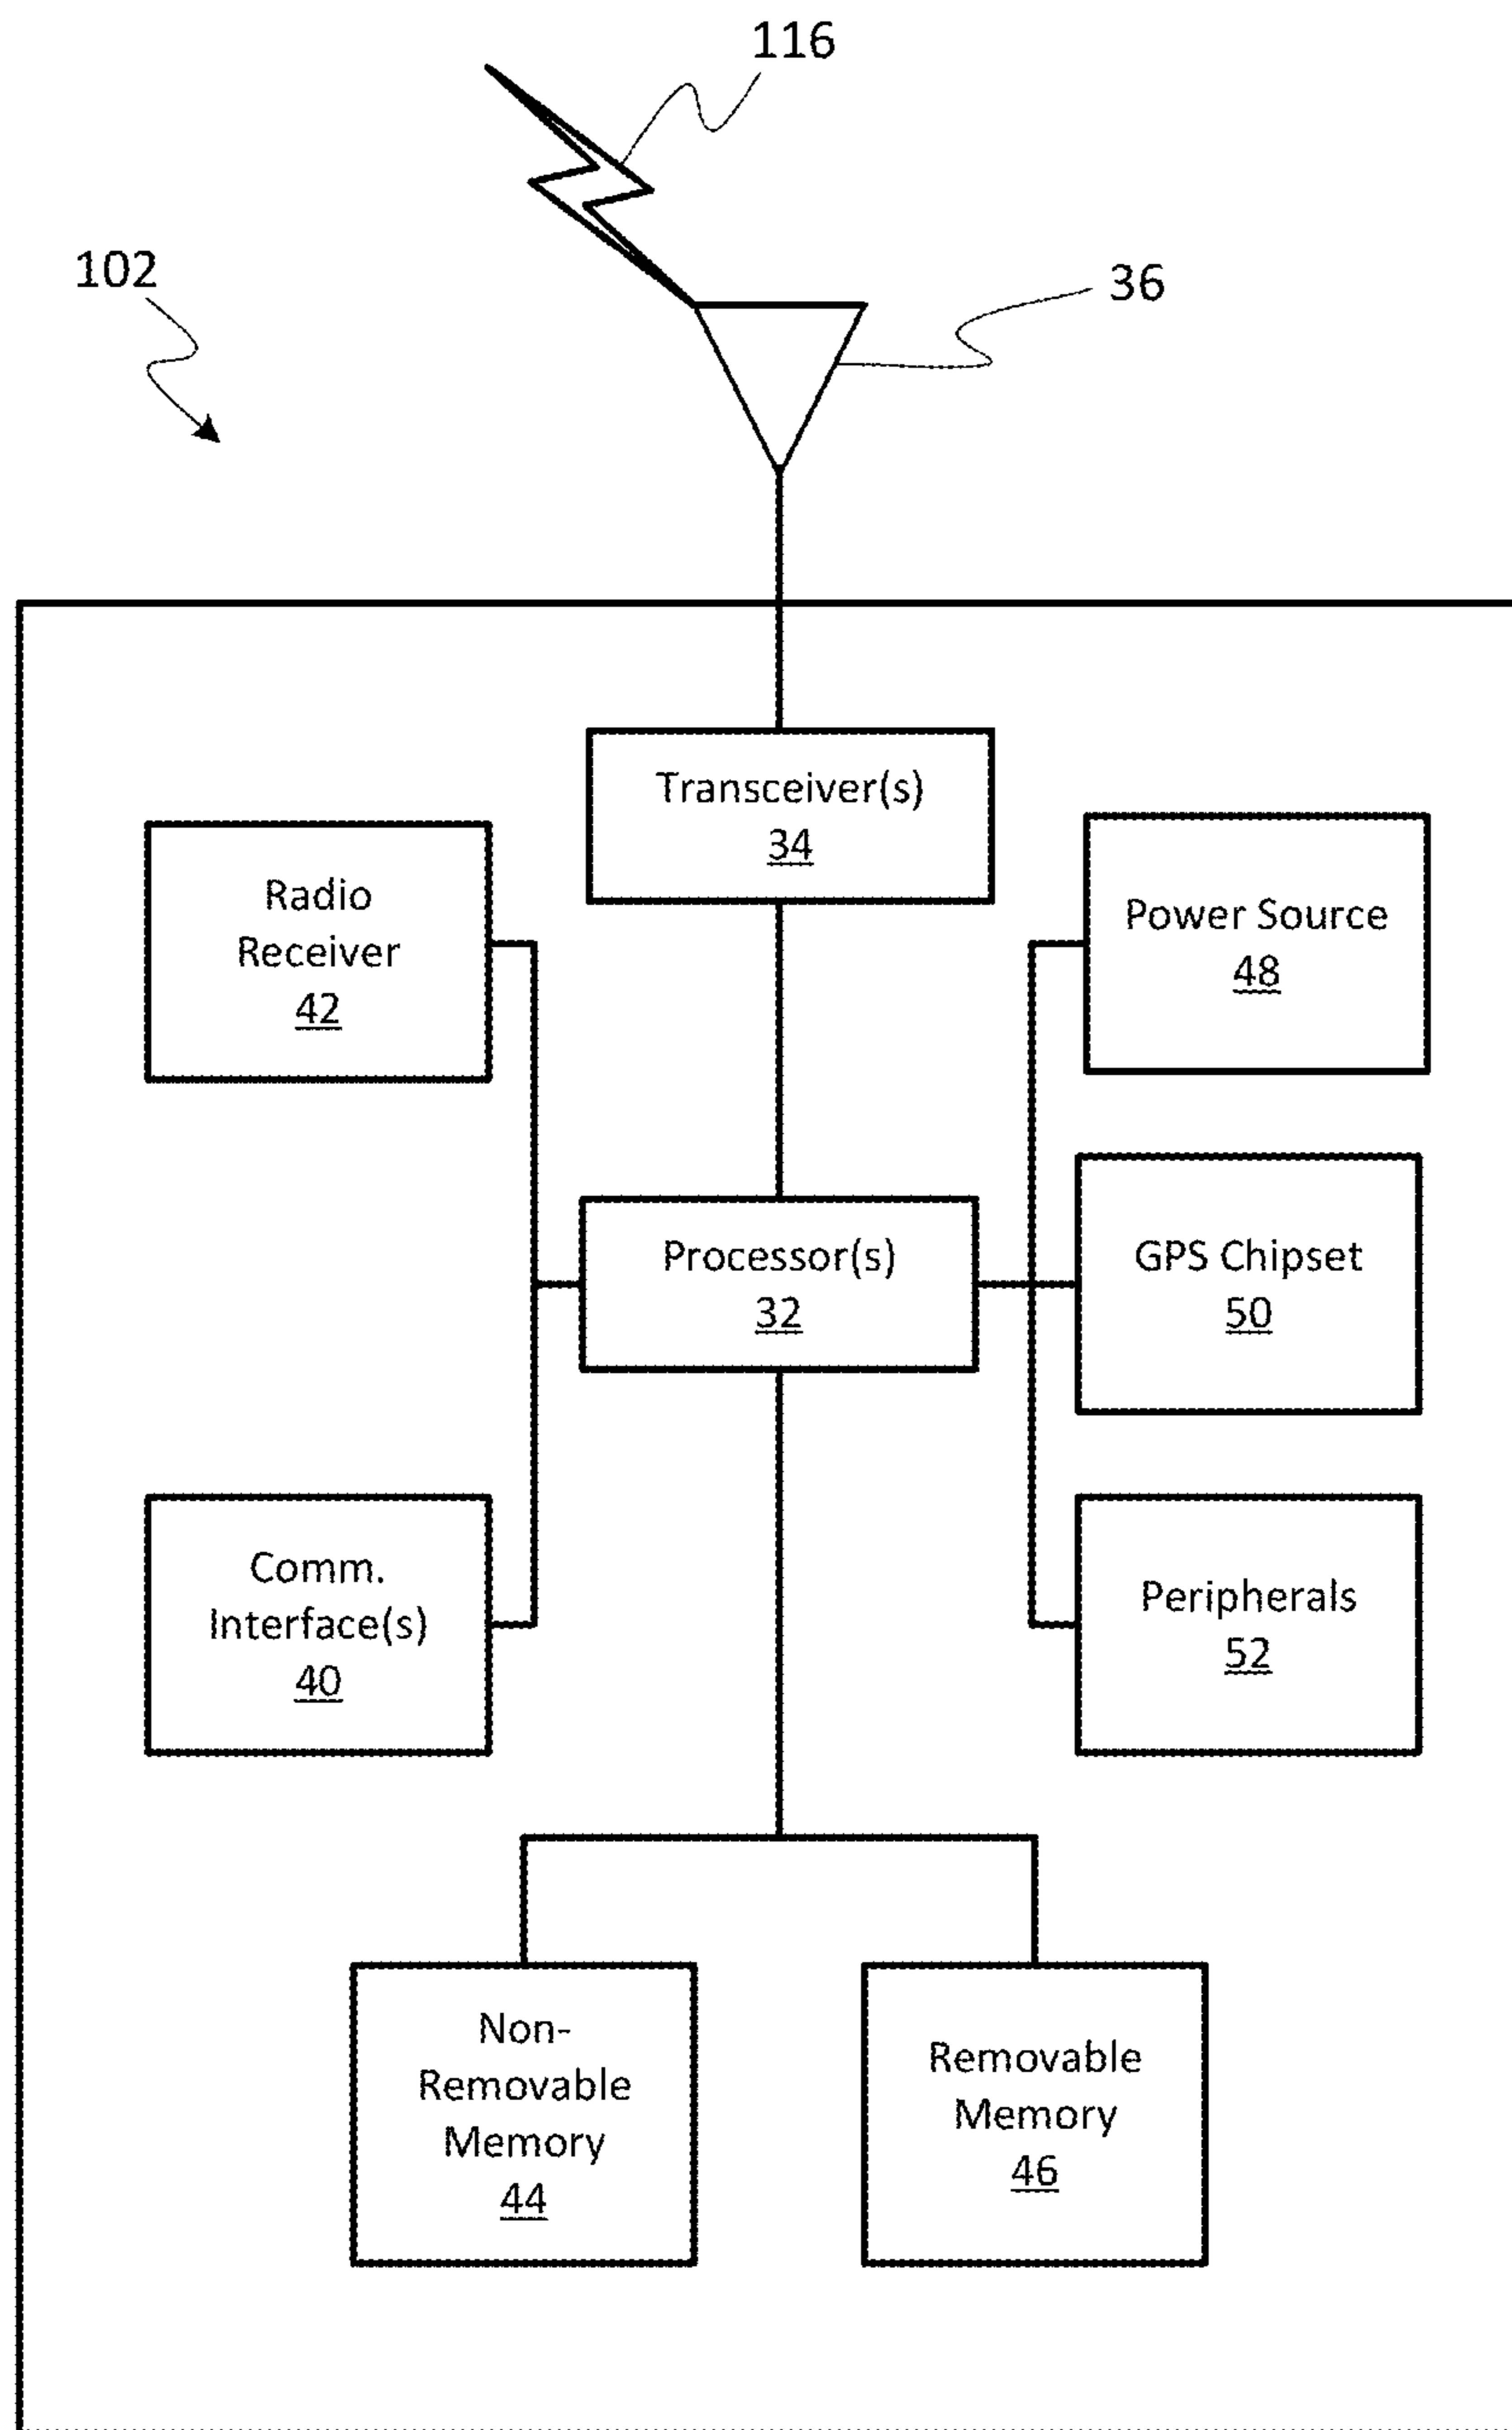 116
102
36
Transceiver(s)
34
Radio
Receiver
42
Power Source
48
Processor(s)
32
GPS Chipset
50
Comm.
Interface(s)
40
Peripherals
52
Non-
Removable
Memory
44
Removable
Memory
46